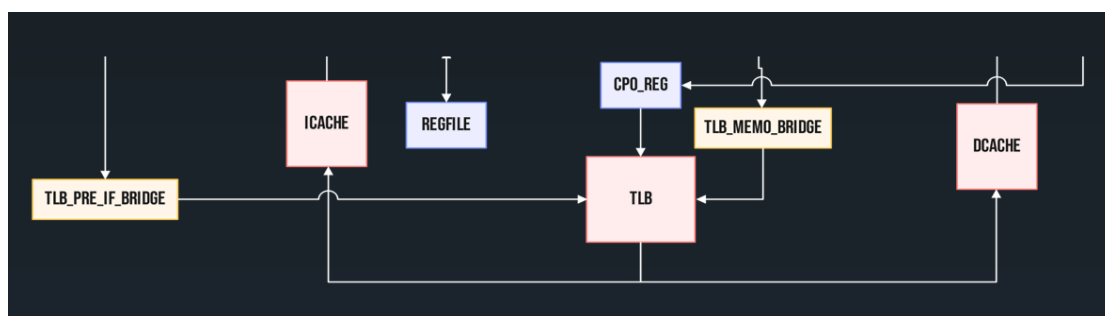 CP0_REG
ICACHE
REGFILE
TLB_MEMO_BRIDGE
DCACHE
TLB_PRE_IF_BRIDGE
TLB